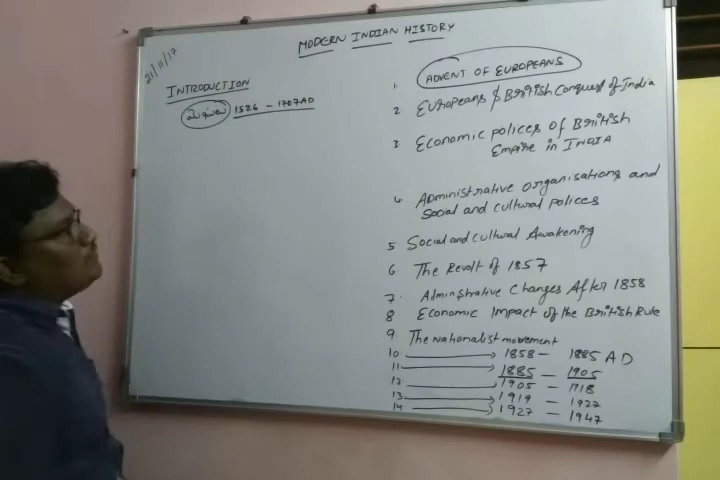 21/11/17
MODERN INDIAN HISTORY
INTRODUCTION
1526 - 1707 AD
1 ADVENT OF EUROPEANS
2 Europeans & British Conquest of India
3 Economic polices of British
Empire in INDIA
4 Administrative organisations and
Social and cultural polices
5 Social and cultural Awakening
6 The Revolt of 1857
7. Adminstrative Changes After 1858
8 Economic Impact of the British Rule
9 The Nationalist movement
10 → 1858 - 1885 AD
11 → 1885 - 1905
12 → 1905 - 1918
13 → 1919 - 1927
14 → 1927 - 1947